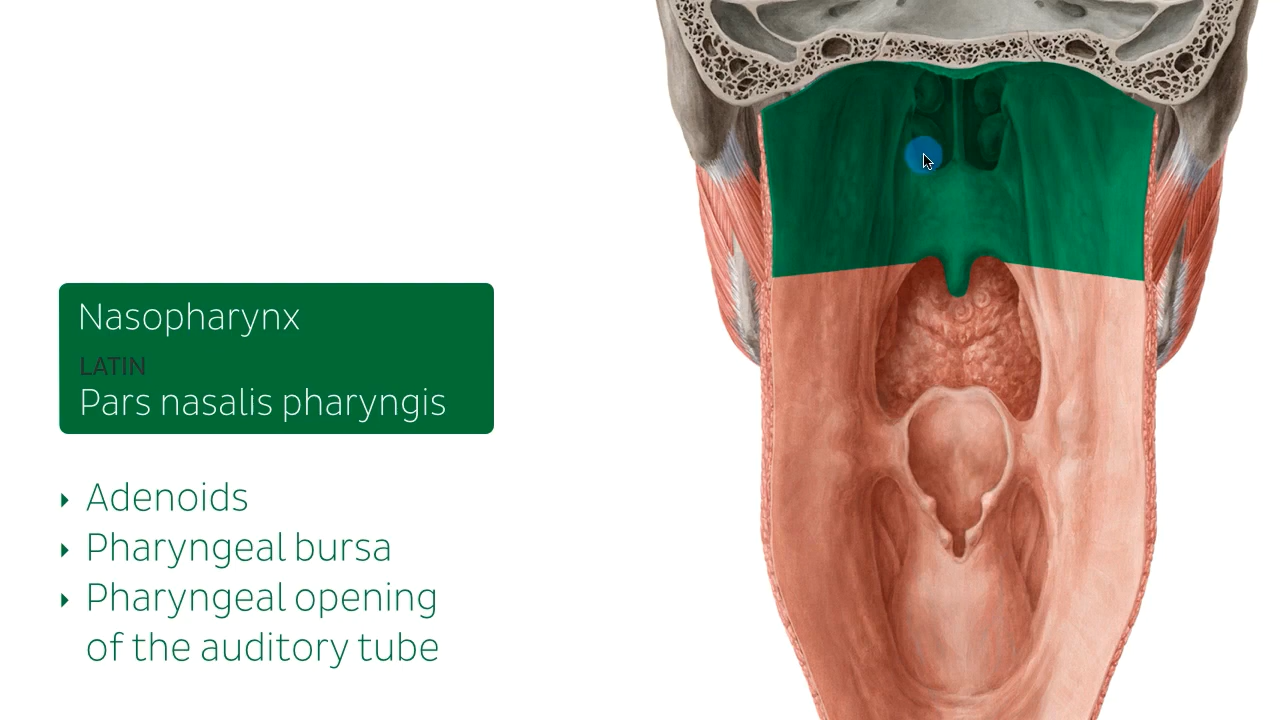 Nasopharynx
LATIN
Pars nasalis pharyngis
Adenoids
Pharyngeal bursa
Pharyngeal opening
of the auditory tube